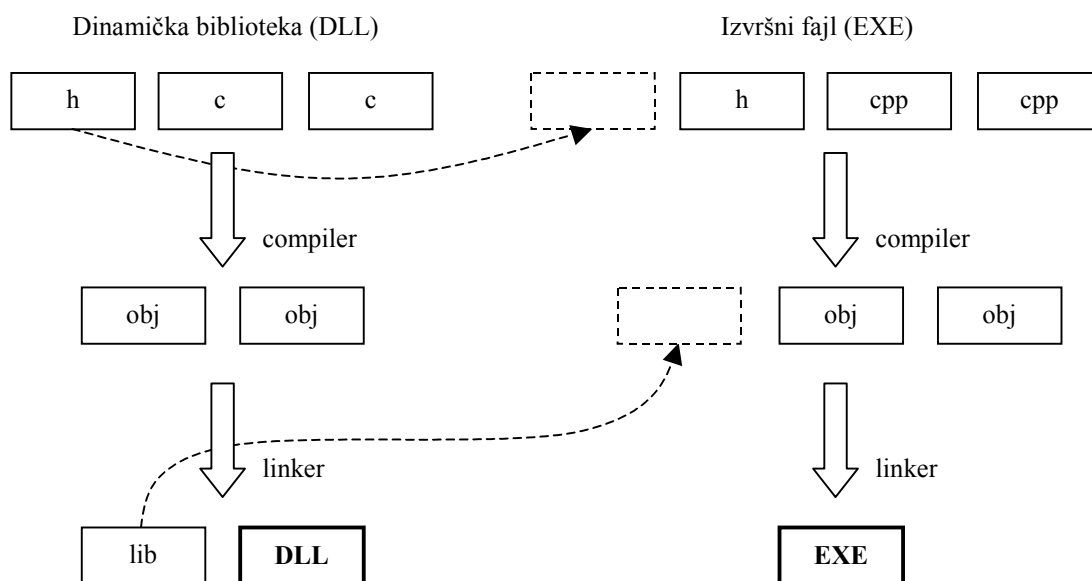 Dinamička biblioteka (DLL)
Izvršni fajl (EXE)
h
c
c
h
cpp
cpp
compiler
compiler
obj
obj
obj
obj
linker
linker
lib
DLL
EXE